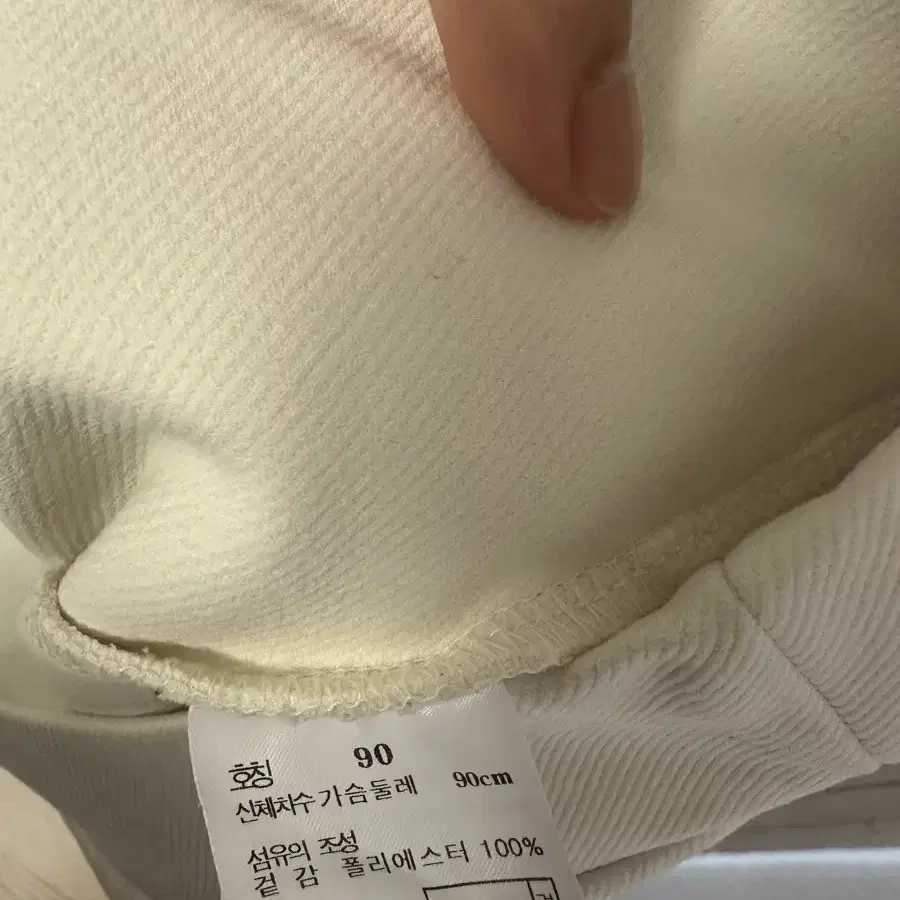 호칭 90
신체치수 가슴둘레 90cm
섬유의 조성
겉 감 폴리에스터 100%